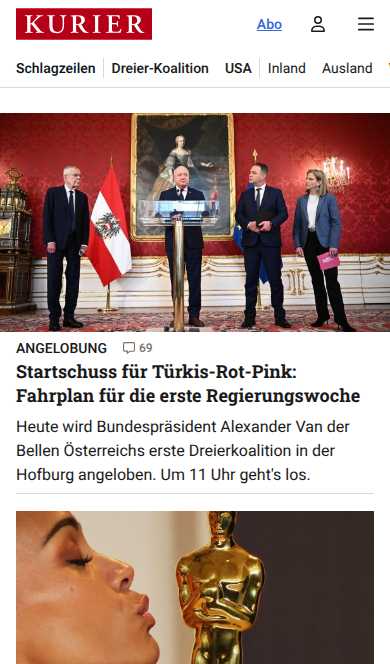 KURIER
Abo
Schlagzeilen
Dreier-Koalition
USA
Inland
Ausland
ANGELOBUNG
69
Startschuss für Türkis-Rot-Pink:
Fahrplan für die erste Regierungswoche
Heute wird Bundespräsident Alexander Van der
Bellen Österreichs erste Dreierkoalition in der
Hofburg angeloben. Um 11 Uhr geht's los.